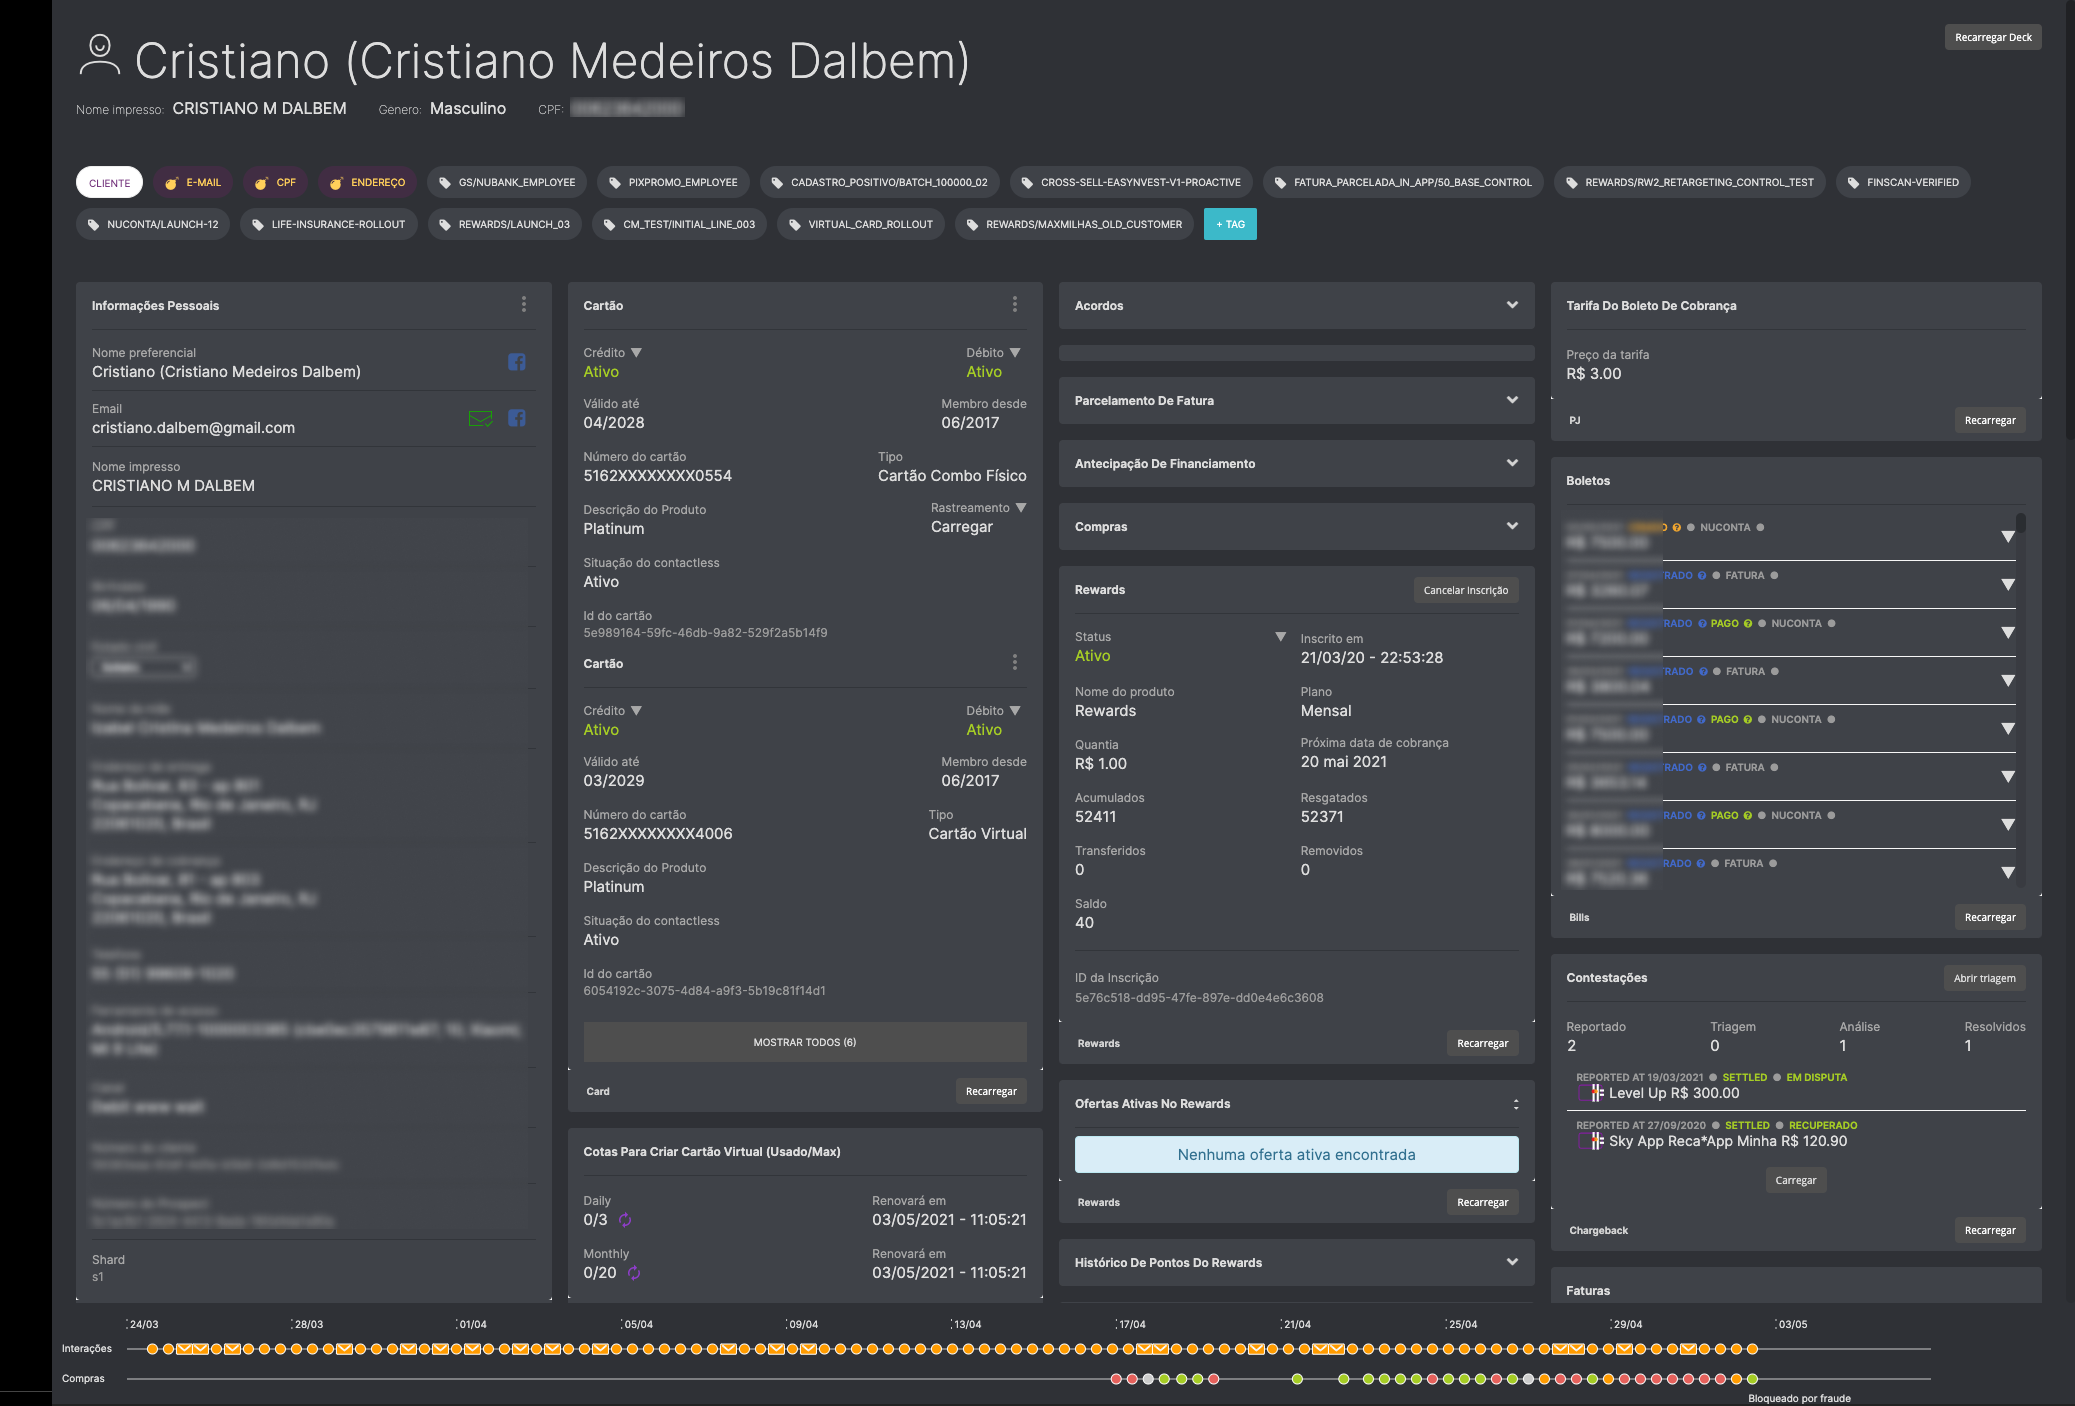 Cristiano (Cristiano Medeiros Dalbem)
Recarregar Deck
Nome impresso: CRISTIANO M DALBEM Genero: Masculino CPF:
CLIENTE E-MAIL CPF ENDEREÇO GS/NUBANK_EMPLOYEE PIXPROMO_EMPLOYEE CADASTRO_POSITIVO/BATCH_100000_02 CROSS-SELL-EASYNVEST-V1-PROACTIVE FATURA_PARCELADA_IN_APP/50_BASE_CONTROL REWARDS/RW2_RETARGETING_CONTROL_TEST FINSCAN-VERIFIED
NUCONTA/LAUNCH-12 LIFE-INSURANCE-ROLLOUT REWARDS/LAUNCH_03 CM_TEST/INITIAL_LINE_003 VIRTUAL_CARD_ROLLOUT REWARDS/MAXMILHAS_OLD_CUSTOMER + TAG
Informações Pessoais
Nome preferencial
Cristiano (Cristiano Medeiros Dalbem)
Email
cristiano.dalbem@gmail.com
Nome impresso
CRISTIANO M DALBEM
Shard
s1
Cartão
Crédito Débito
Ativo Ativo
Válido até Membro desde
04/2028 06/2017
Número do cartão Tipo
5162XXXXXXXX0554 Cartão Combo Físico
Descrição do Produto Rastreamento
Platinum Carregar
Situação do contactless
Ativo
Id do cartão
5e989164-59fc-46db-9a82-529f2a5b14f9
Cartão
Crédito Débito
Ativo Ativo
Válido até Membro desde
03/2029 06/2017
Número do cartão Tipo
5162XXXXXXXX4006 Cartão Virtual
Descrição do Produto
Platinum
Situação do contactless
Ativo
Id do cartão
6054192c-3075-4d84-a9f3-5b19c81f14d1
MOSTRAR TODOS (6)
Card Recarregar
Cotas Para Criar Cartão Virtual (Usado/Max)
Daily Renovará em
0/3 03/05/2021 - 11:05:21
Monthly Renovará em
0/20 03/05/2021 - 11:05:21
Acordos
Parcelamento De Fatura
Antecipação De Financiamento
Compras
Rewards Cancelar Inscrição
Status Inscrito em
Ativo 21/03/20 - 22:53:28
Nome do produto Plano
Rewards Mensal
Quantia Próxima data de cobrança
R$ 1.00 20 mai 2021
Acumulados Resgatados
52411 52371
Transferidos Removidos
0 0
Saldo
40
ID da Inscrição
5e76c518-dd95-47fe-897e-dd0e4e6c3608
Rewards Recarregar
Ofertas Ativas No Rewards
Nenhuma oferta ativa encontrada
Rewards Recarregar
Histórico De Pontos Do Rewards
Tarifa Do Boleto De Cobrança
Preço da tarifa
R$ 3.00
PJ Recarregar
Boletos
NUCONTA
FATURA
PAGO NUCONTA
FATURA
PAGO NUCONTA
FATURA
PAGO NUCONTA
FATURA
Bills Recarregar
Contestações Abrir triagem
Reportado Triagem Análise Resolvidos
2 0 1 1
REPORTED AT 19/03/2021 SETTLED EM DISPUTA
Level Up R$ 300.00
REPORTED AT 27/09/2020 SETTLED RECUPERADO
Sky App Reca*App Minha R$ 120.90
Carregar
Chargeback Recarregar
Faturas
24/03 28/03 01/04 05/04 09/04 13/04 17/04 21/04 25/04 29/04 03/05
Interações
Compras
Bloqueado por fraude